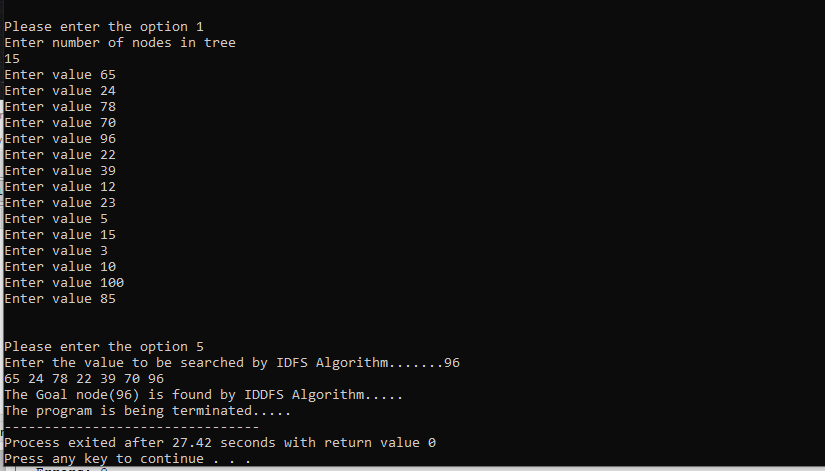 Please enter the option 1
Enter number of nodes in tree
15
Enter value 65
Enter value 24
Enter value 78
Enter value 70
Enter value 96
Enter value 22
Enter value 39
Enter value 12
Enter value 23
Enter value 5
Enter value 15
Enter value 3
Enter value 10
Enter value 100
Enter value 85
Please enter the option 5
Enter the value to be searched by IDFS Algorithm.......96
65 24 78 22 39 70 96
The Goal node(96) is found by IDDFS Algorithm.....
The program is being terminated.....
--------------------------------
Process exited after 27.42 seconds with return value 0
Press any key to continue . . .